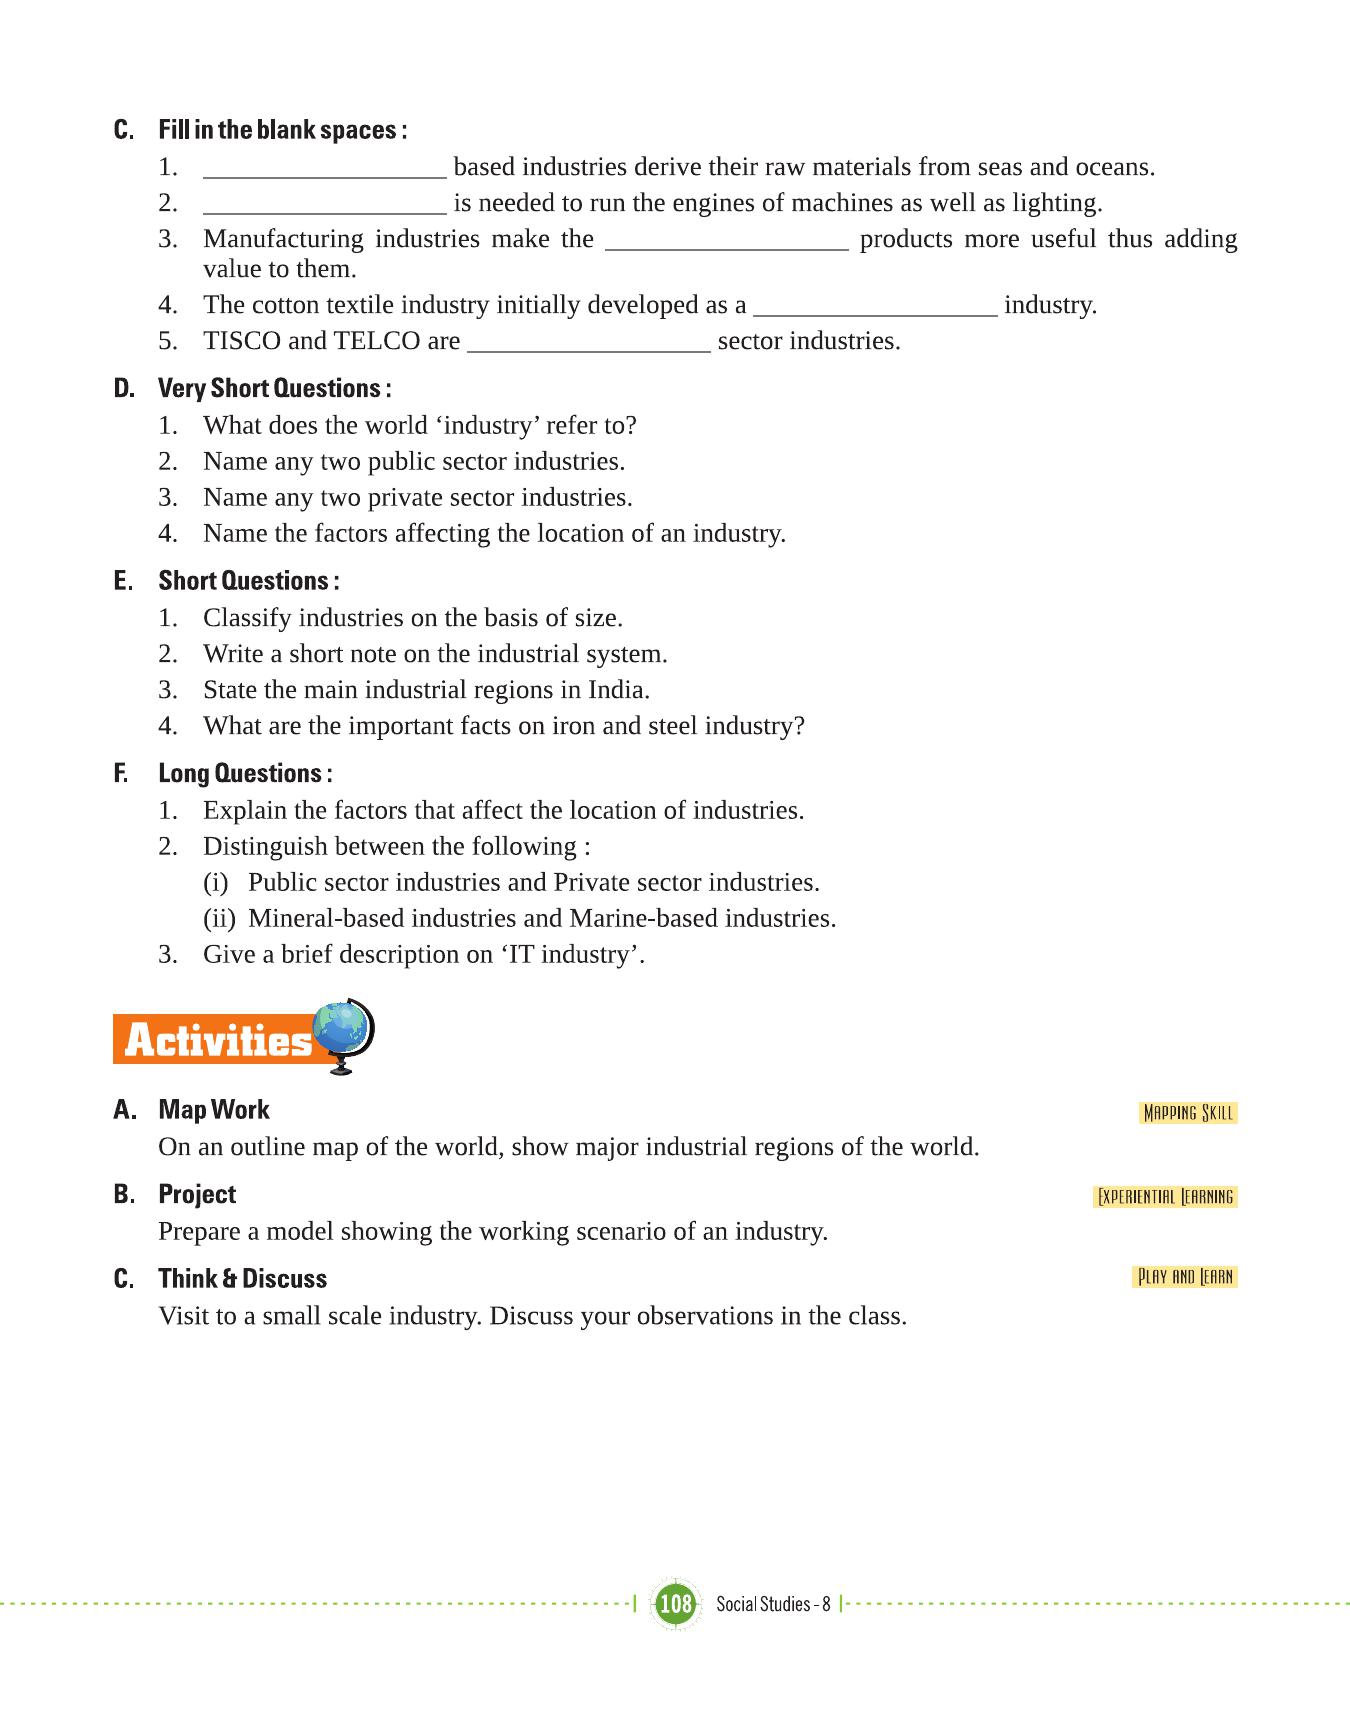 C. Fill in the blank spaces :
1. __________________ based industries derive their raw materials from seas and oceans.
2. __________________ is needed to run the engines of machines as well as lighting.
3. Manufacturing industries make the __________________ products more useful thus adding
value to them.
4. The cotton textile industry initially developed as a __________________ industry.
5. TISCO and TELCO are __________________ sector industries.
D. Very Short Questions :
1. What does the world ‘industry’ refer to?
2. Name any two public sector industries.
3. Name any two private sector industries.
4. Name the factors affecting the location of an industry.
E. Short Questions :
1. Classify industries on the basis of size.
2. Write a short note on the industrial system.
3. State the main industrial regions in India.
4. What are the important facts on iron and steel industry?
F. Long Questions :
1. Explain the factors that affect the location of industries.
2. Distinguish between the following :
(i) Public sector industries and Private sector industries.
(ii) Mineral-based industries and Marine-based industries.
3. Give a brief description on ‘IT industry’.
Activities
A. Map Work MAPPING SKILL
On an outline map of the world, show major industrial regions of the world.
B. Project EXPERIENTIAL LEARNING
Prepare a model showing the working scenario of an industry.
C. Think & Discuss PLAY AND LEARN
Visit to a small scale industry. Discuss your observations in the class.
108 Social Studies - 8